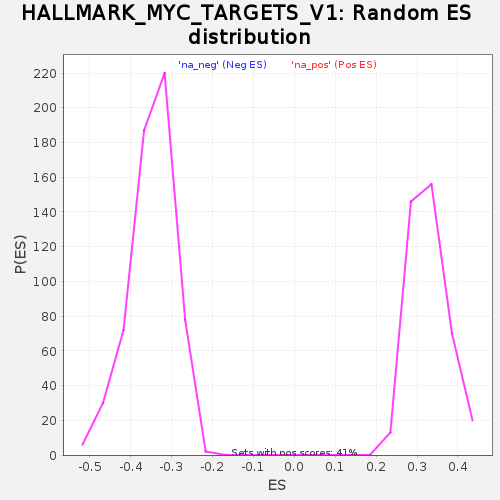 HALLMARK_MYC_TARGETS_V1: Random ES
distribution
'na_neg' (Neg ES) 'na_pos' (Pos ES)
220
200
180
160
140
120
100
80
60
40
20
0
P(ES)
Sets with pos scores: 41%
-0.5 -0.4 -0.3 -0.2 -0.1 0.0 0.1 0.2 0.3 0.4
ES